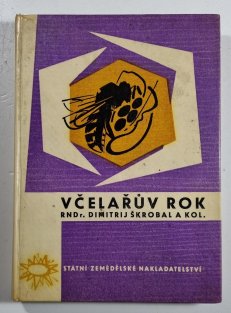 VČELAŘŮV ROK
RNDr. DIMITRIJ ŠKROBAL A KOL.
STÁTNÍ ZEMĚDĚLSKÉ NAKLADATELSTVÍ